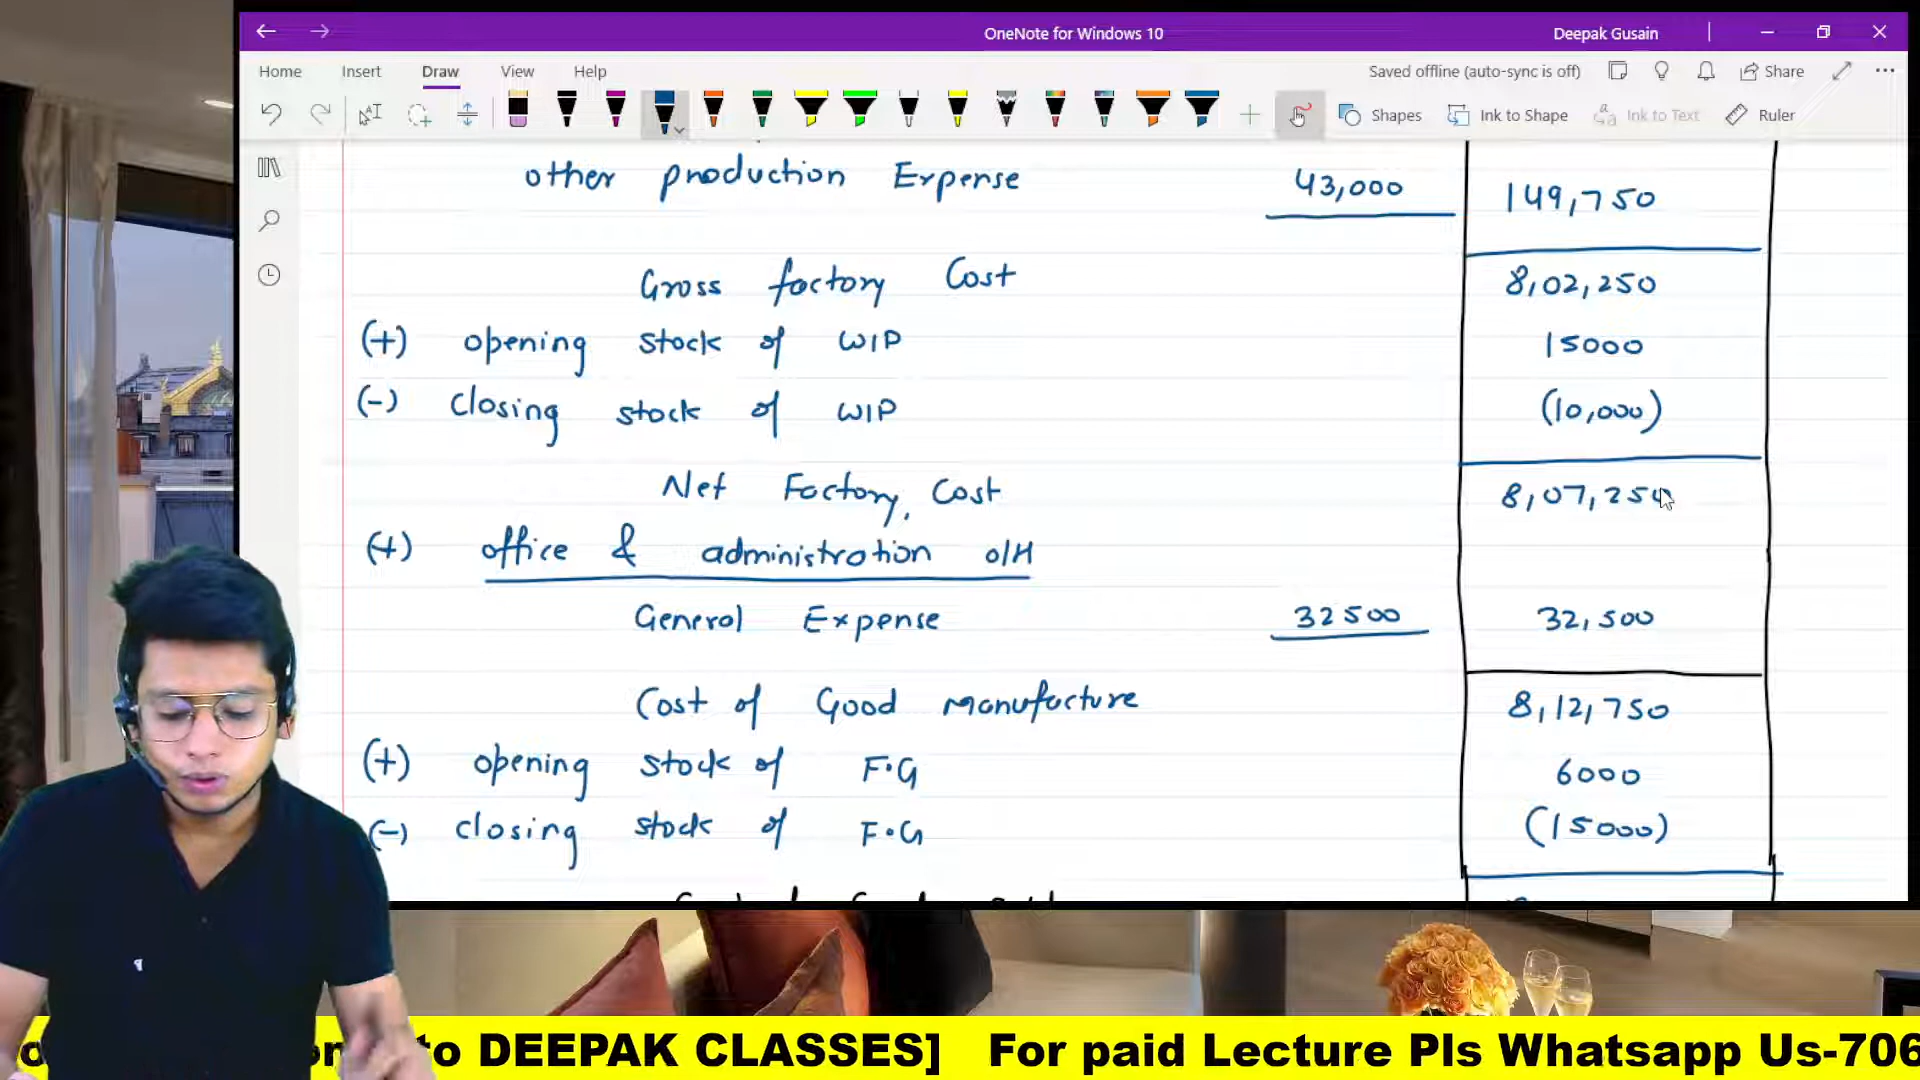 OneNote for Windows 10
Deepak Gusain
Home Insert Draw View Help
Saved offline (auto-sync is off) Share
Shapes Ink to Shape Ink to Text Ruler
other production Expense 43,000 149,750
Gross factory Cost 8,02,250
(+) opening stock of WIP 15000
(-) closing stock of WIP (10,000)
Net Factory Cost 8,07,250
(+) office & administration o/H
General Expense 32500 32,500
Cost of Good manufacture 8,12,750
(+) opening stock of F.G 6000
(-) closing stock of F.G (15000)
to DEEPAK CLASSES] For paid Lecture Pls Whatsapp Us-706